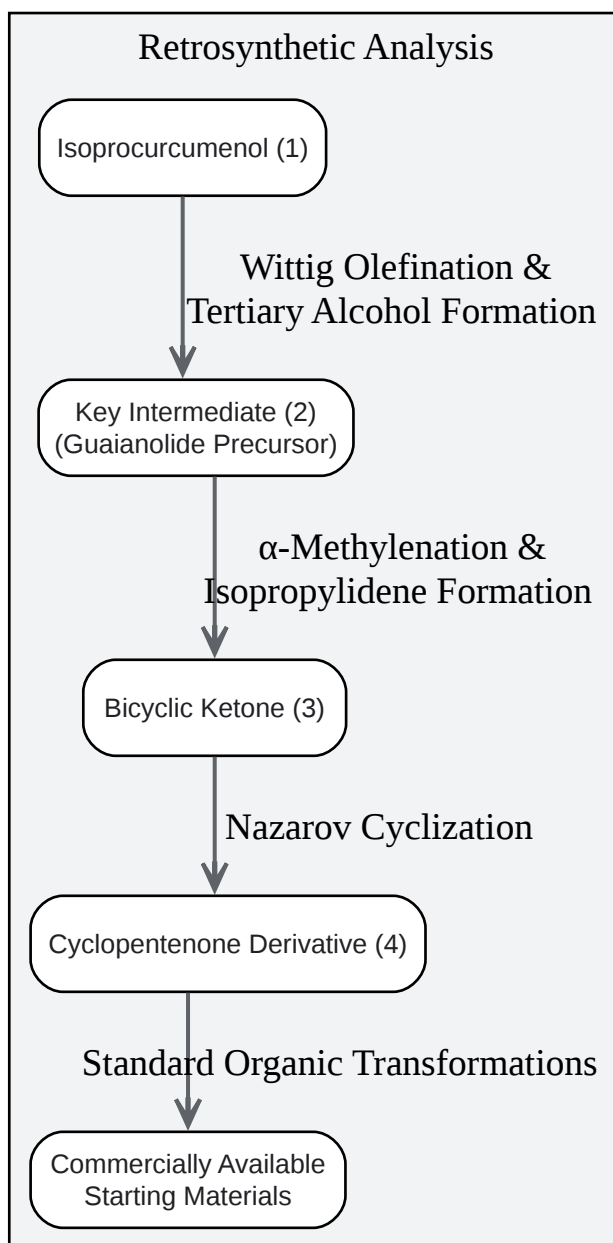 Retrosynthetic Analysis
Isoprocurcumenol (1)
Wittig Olefination &
Tertiary Alcohol Formation
Key Intermediate (2)
(Guaianolide Precursor)
α-Methylenation &
Isopropylidene Formation
Bicyclic Ketone (3)
Nazarov Cyclization
Cyclopentenone Derivative (4)
Standard Organic Transformations
Commercially Available
Starting Materials